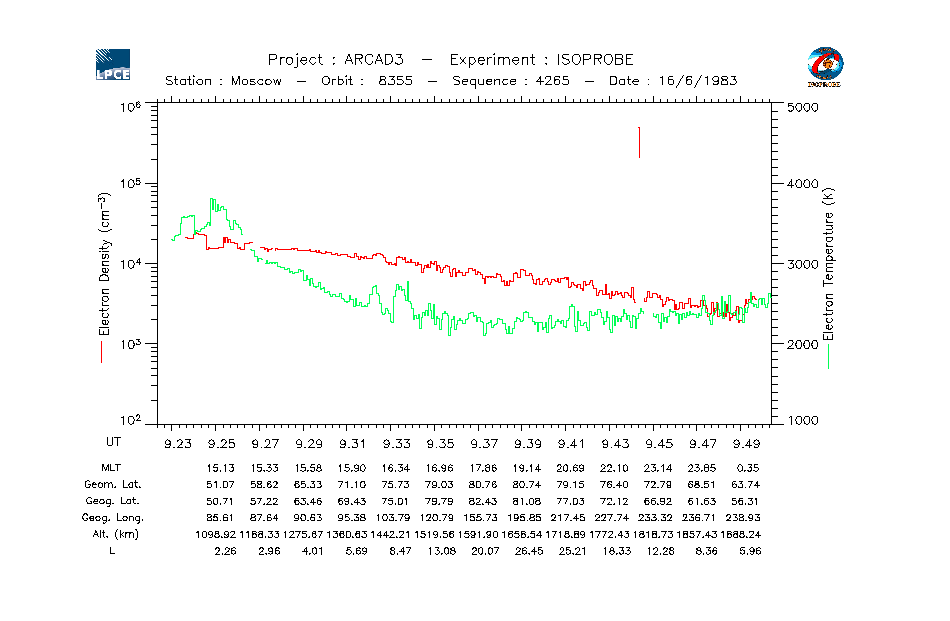 LPCE
Project : ARCAD3 — Experiment : ISOPROBE
ISOPROBE
Station : Moscow — Orbit : 8355 — Sequence : 4265 — Date : 16/6/1983
10^6
10^5
10^4
10^3
10^2
Electron Density (cm^-3)
5000
4000
3000
2000
1000
Electron Temperature (K)
UT 9.23 9.25 9.27 9.29 9.31 9.33 9.35 9.37 9.39 9.41 9.43 9.45 9.47 9.49
MLT 15.13 15.33 15.58 15.90 16.34 16.96 17.86 19.14 20.69 22.10 23.14 23.85 0.35
Geom. Lat. 51.07 58.62 65.33 71.10 75.73 79.03 80.76 80.74 79.15 76.40 72.79 68.51 63.74
Geog. Lat. 50.71 57.22 63.46 69.43 75.01 79.79 82.43 81.08 77.03 72.12 66.92 61.63 56.31
Geog. Long. 85.61 87.64 90.63 95.38 103.79 120.79 155.73 195.85 217.45 227.74 233.32 236.71 238.93
Alt. (km) 1098.92 1188.33 1275.67 1360.63 1442.21 1519.56 1591.90 1658.54 1718.89 1772.43 1818.73 1857.43 1888.24
L 2.26 2.96 4.01 5.69 8.47 13.08 20.07 26.45 25.21 18.33 12.28 8.36 5.96